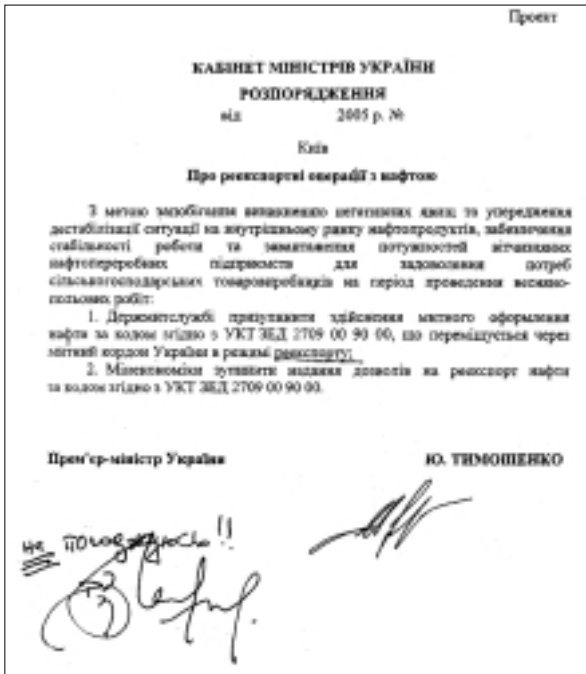 Проект
КАБІНЕТ МІНІСТРІВ УКРАЇНИ
РОЗПОРЯДЖЕННЯ
від 2005 р. №
Київ
Про реекспортні операції з нафтою
З метою запобігання виникненню негативних явищ та упередження
дестабілізації ситуації на внутрішньому ринку нафтопродуктів, забезпечення
стабільності роботи та завантаження потужностей вітчизняних
нафтопереробних підприємств для задоволення потреб
сільськогосподарських товаровиробників на період проведення весняно-
польових робіт:
1. Держмитслужбі припинити здійснення митного оформлення
нафти за кодом згідно з УКТ ЗЕД 2709 00 90 00, що переміщується через
митний кордон України в режимі реекспорту;
2. Мінекономіки зупинити надання дозволів на реекспорт нафти
за кодом згідно з УКТ ЗЕД 2709 00 90 00.
Прем'єр-міністр України Ю. ТИМОШЕНКО
не погоджуюсь!!